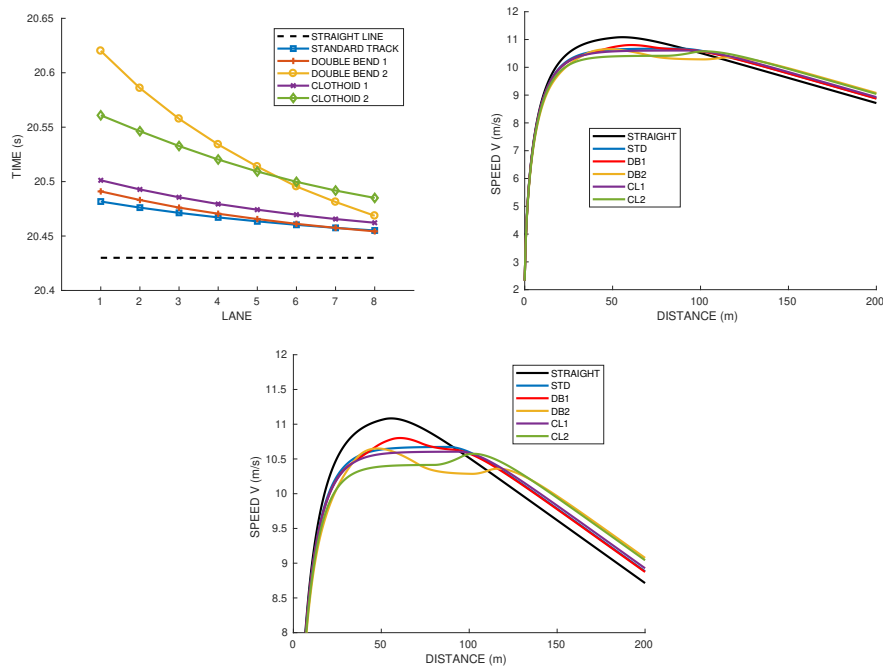 20.65
20.6
20.55
20.5
20.45
20.4
TIME (s)
1 2 3 4 5 6 7 8
LANE
STRAIGHT LINE
STANDARD TRACK
DOUBLE BEND 1
DOUBLE BEND 2
CLOTHOID 1
CLOTHOID 2
12
11
10
9
8
7
6
5
4
3
2
SPEED V (m/s)
0 50 100 150 200
DISTANCE (m)
STRAIGHT
STD
DB1
DB2
CL1
CL2
12
11.5
11
10.5
10
9.5
9
8.5
8
SPEED V (m/s)
0 50 100 150 200
DISTANCE (m)
STRAIGHT
STD
DB1
DB2
CL1
CL2